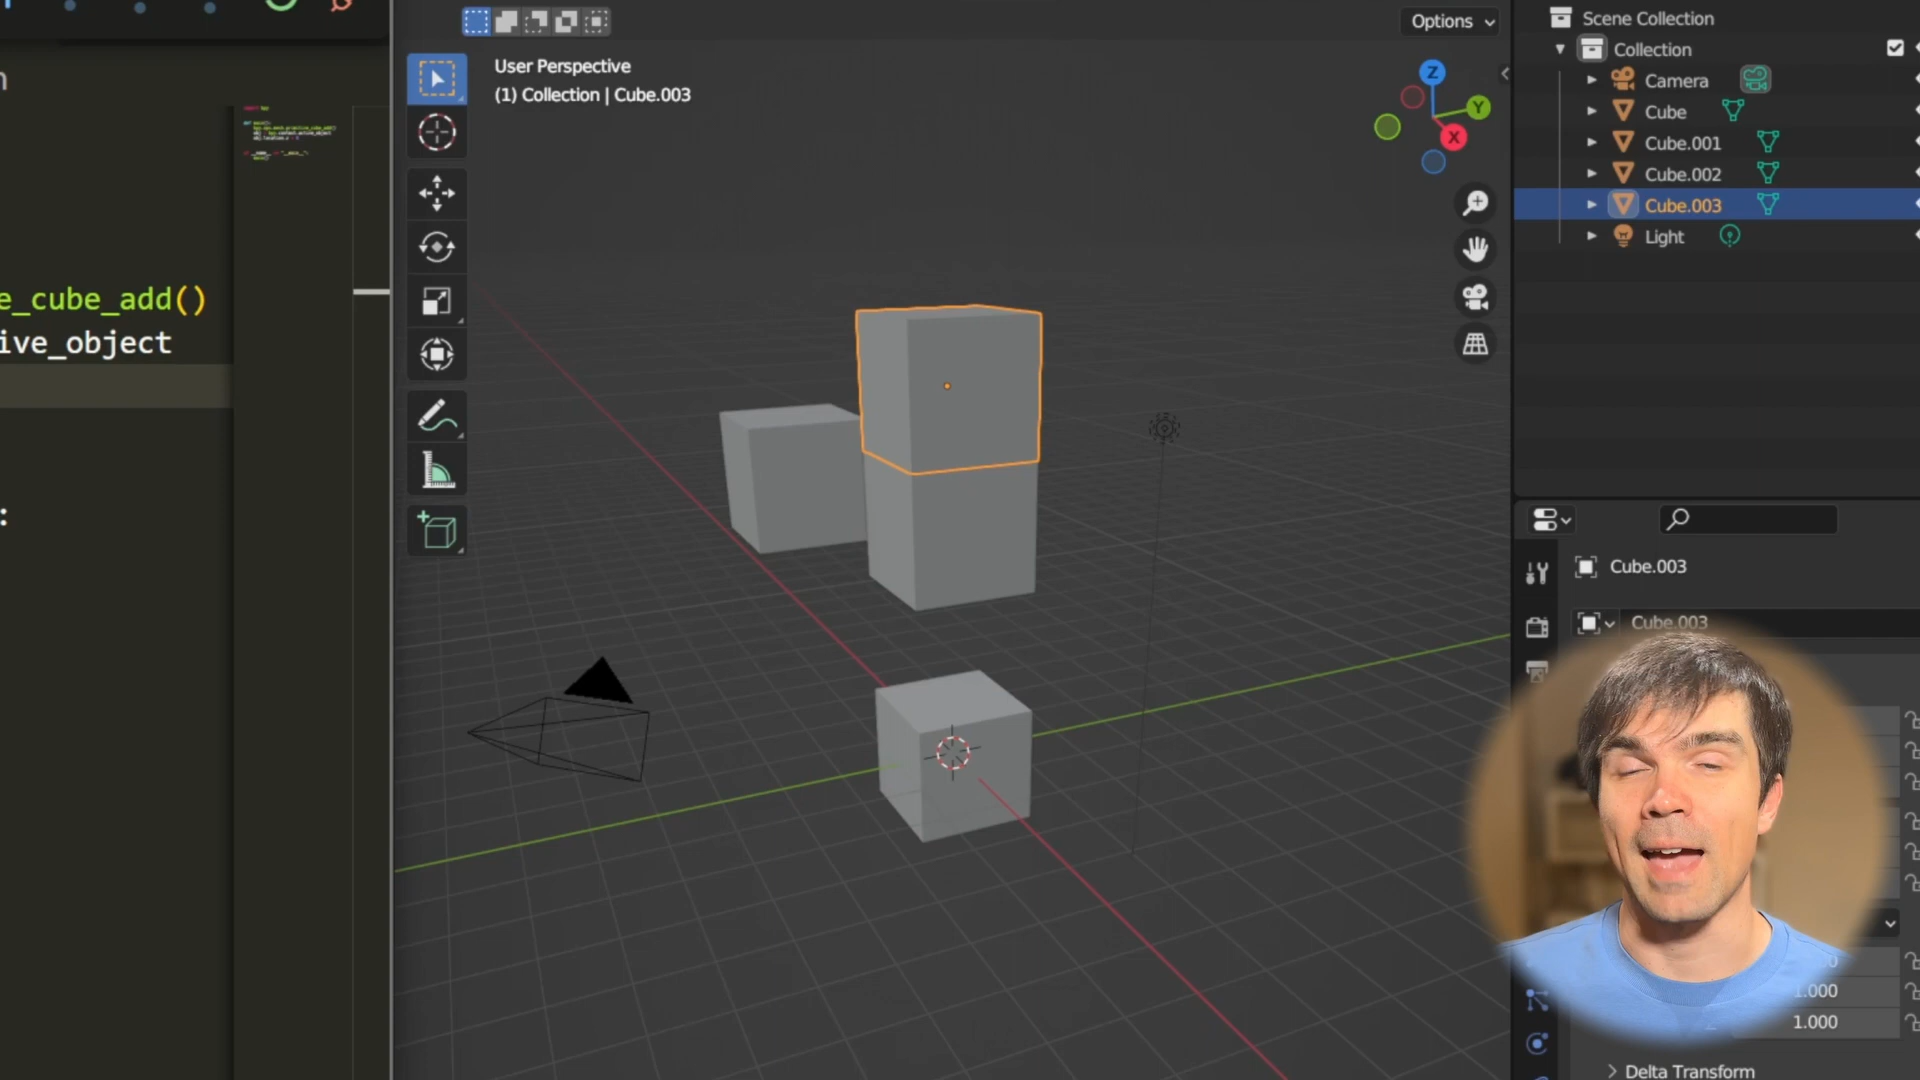 n
e_cube_add()
ive_object
:
Options
User Perspective
(1) Collection | Cube.003
Z
Y
X
Scene Collection
Collection
Camera
Cube
Cube.001
Cube.002
Cube.003
Light
Cube.003
Cube.003
0
1.000
1.000
Delta Transform